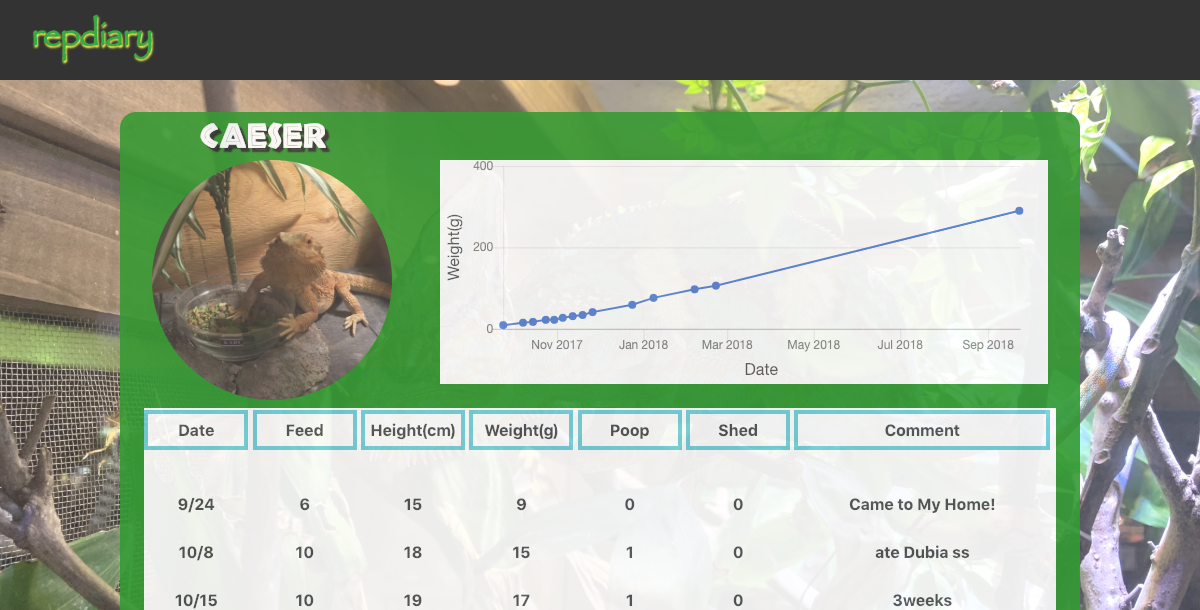 repdiary
CAESER
400
200
0
Weight(g)
Nov 2017 Jan 2018 Mar 2018 May 2018 Jul 2018 Sep 2018
Date
Date Feed Height(cm) Weight(g) Poop Shed Comment
9/24 6 15 9 0 0 Came to My Home!
10/8 10 18 15 1 0 ate Dubia ss
10/15 10 19 17 1 0 3weeks